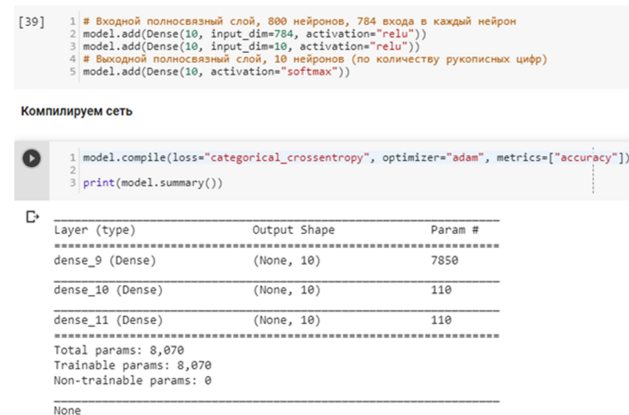 [39]
1 # Входной полносвязный слой, 800 нейронов, 784 входа в каждый нейрон
2 model.add(Dense(10, input_dim=784, activation="relu"))
3 model.add(Dense(10, input_dim=10, activation="relu"))
4 # Выходной полносвязный слой, 10 нейронов (по количеству рукописных цифр)
5 model.add(Dense(10, activation="softmax"))
Компилируем сеть
1 model.compile(loss="categorical_crossentropy", optimizer="adam", metrics=["accuracy"])
2
3 print(model.summary())
Layer (type) Output Shape Param #
dense_9 (Dense) (None, 10) 7850
dense_10 (Dense) (None, 10) 110
dense_11 (Dense) (None, 10) 110
Total params: 8,070
Trainable params: 8,070
Non-trainable params: 0
None